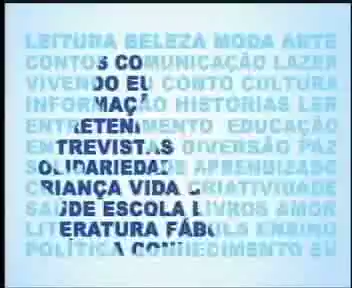 LEITURA BELEZA MODA ARTE
CONTOS COMUNICAÇÃO LAZER
VIVENDO EU CONTO CULTURA
INFORMAÇÃO HISTORIAS LER
ENTRETENIMENTO EDUCAÇÃO
ENTREVISTAS DIVERSÃO PAZ
SOLIDARIEDADE APRENDIZADO
CRIANÇA VIDA CRIATIVIDADE
SAÚDE ESCOLA LIVROS AMOR
LITERATURA FÁBULA ENSINO
POLÍTICA CONHECIMENTO EU